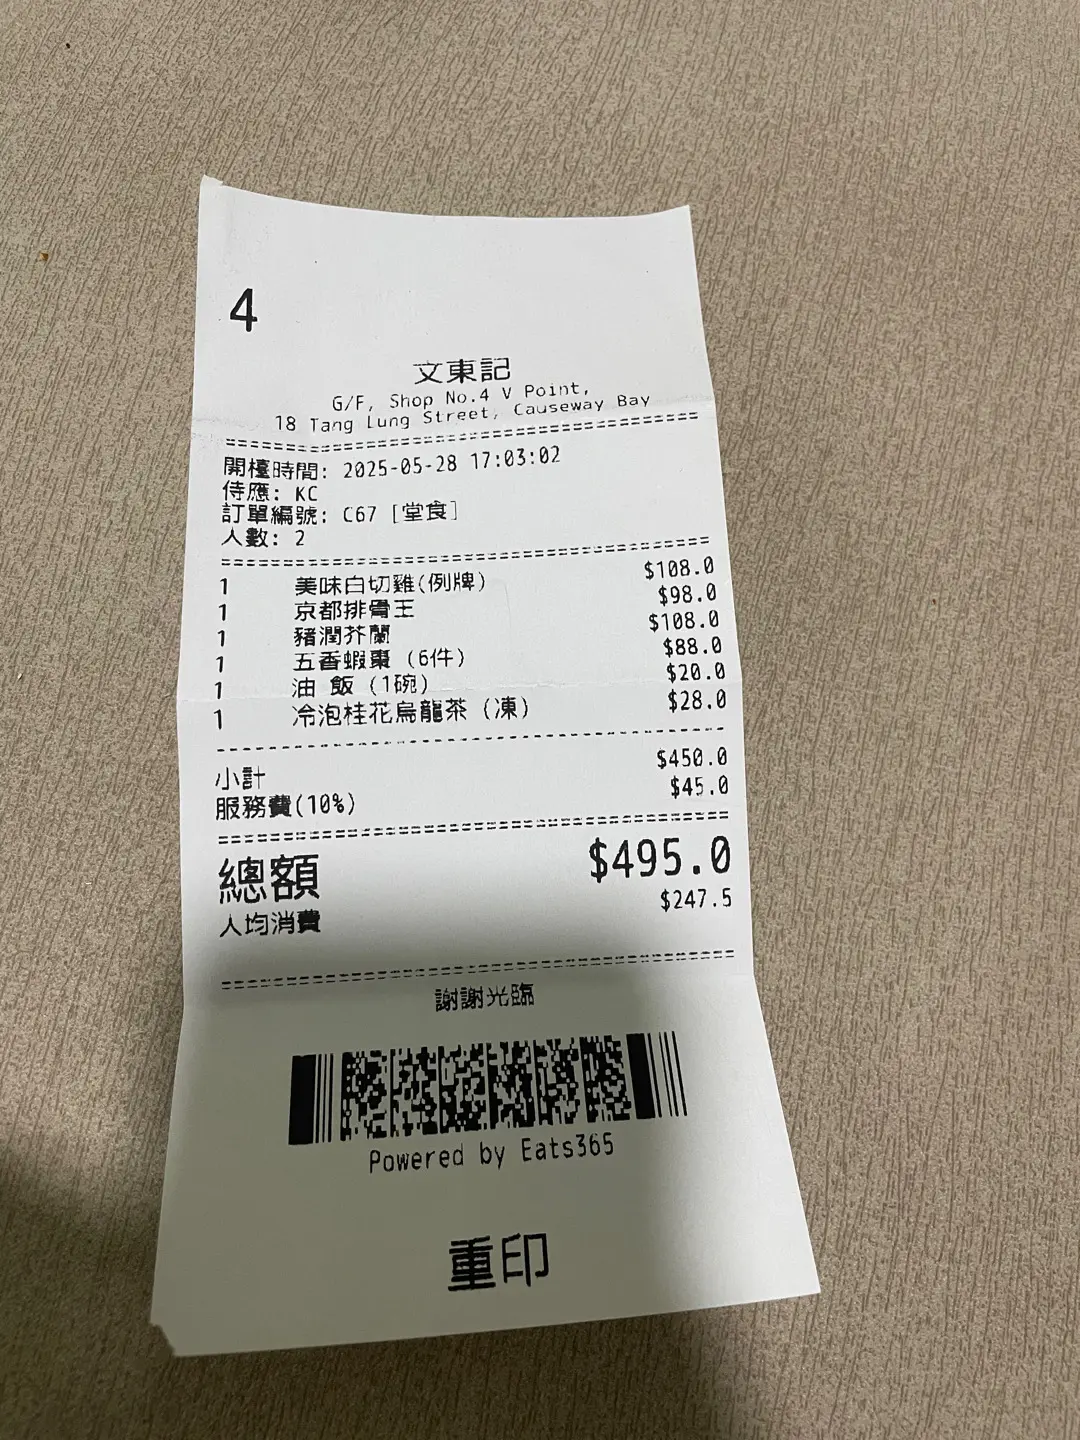 4
文東記
G/F, Shop No.4 V Point,
18 Tang Lung Street, Causeway Bay
開檯時間: 2025-05-28 17:03:02
侍應: KC
訂單編號: C67 [堂食]
人數: 2
1 美味白切雞(例牌) $108.0
1 京都排骨王 $98.0
1 豬潤芥蘭 $108.0
1 五香蝦棗 (6件) $88.0
1 油 飯 (1碗) $20.0
1 冷泡桂花烏龍茶 (凍) $28.0
小計 $450.0
服務費(10%) $45.0
總額 $495.0
人均消費 $247.5
謝謝光臨
Powered by Eats365
重印